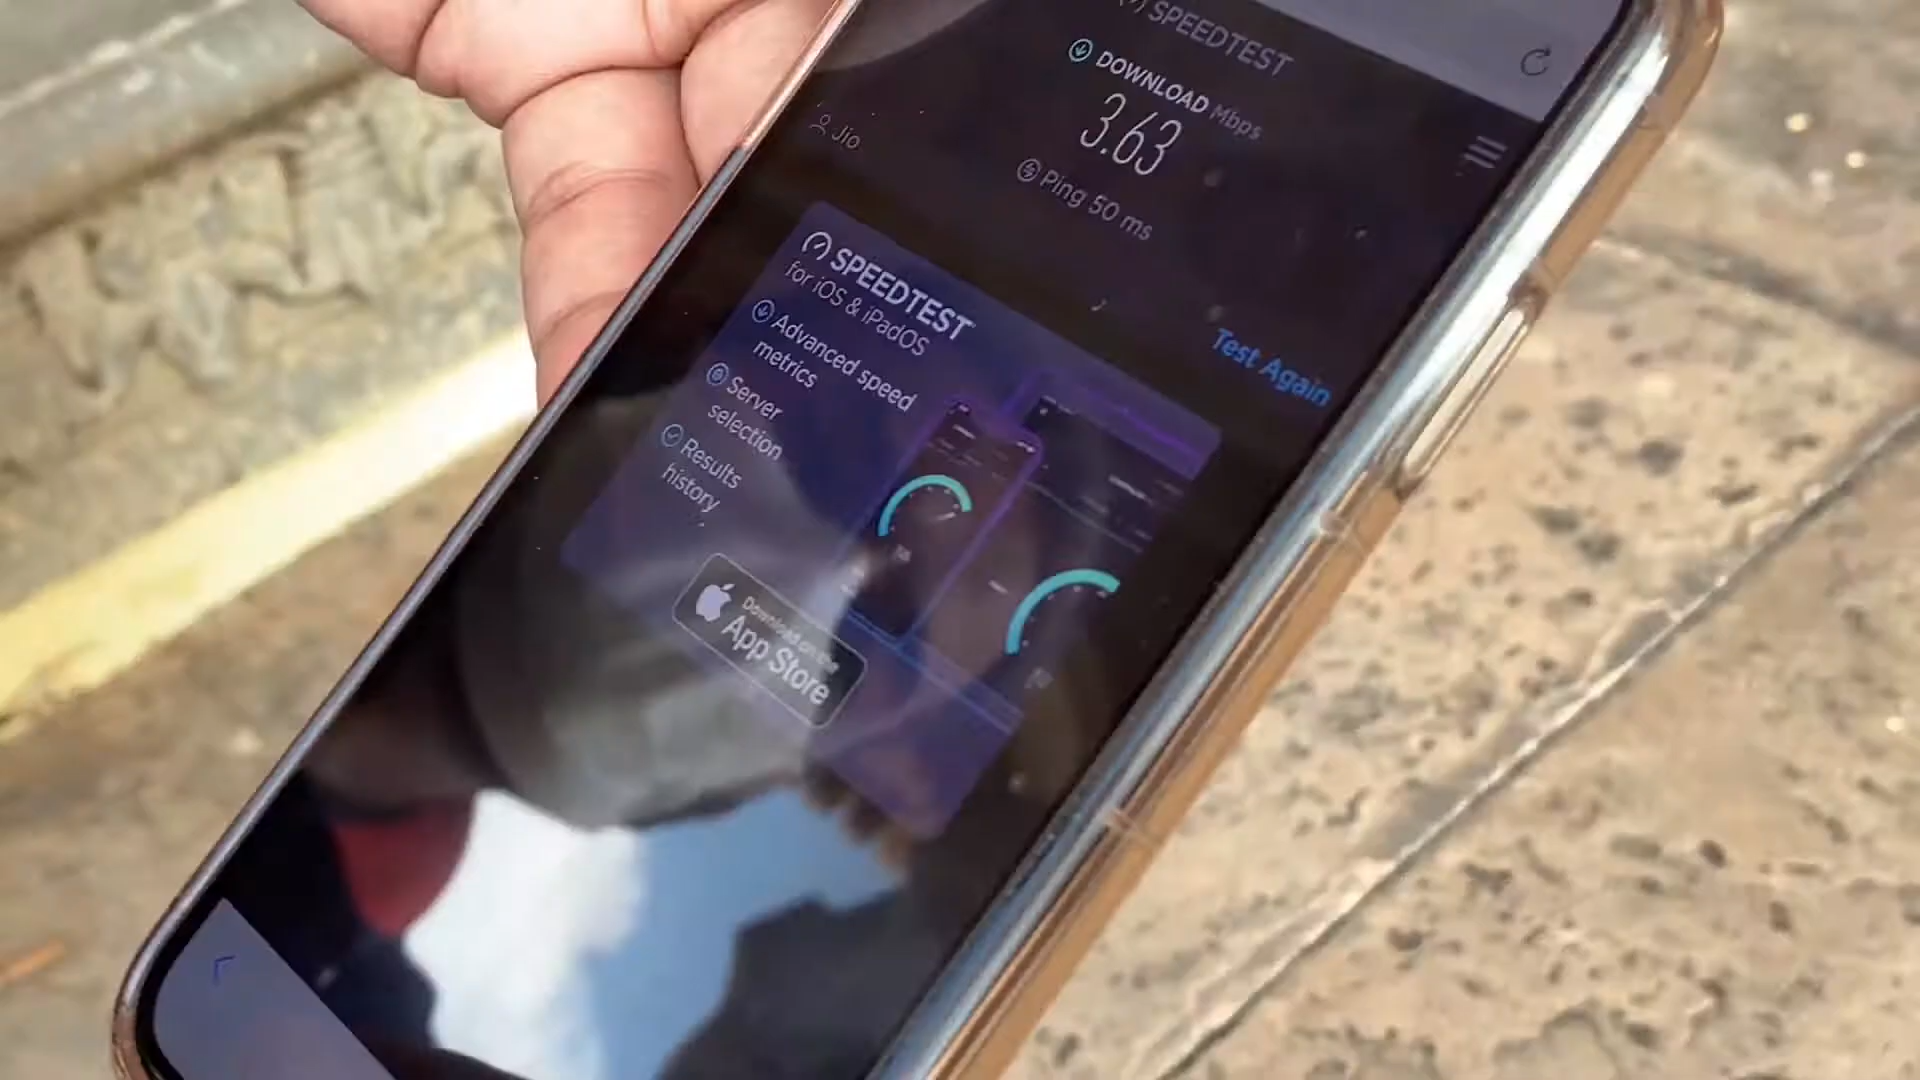 SPEEDTEST
DOWNLOAD Mbps
3.63
Ping 50 ms
Jio
SPEEDTEST
for iOS & iPadOS
Advanced speed
metrics
Server
selection
Results
history
Download on the
App Store
Test Again